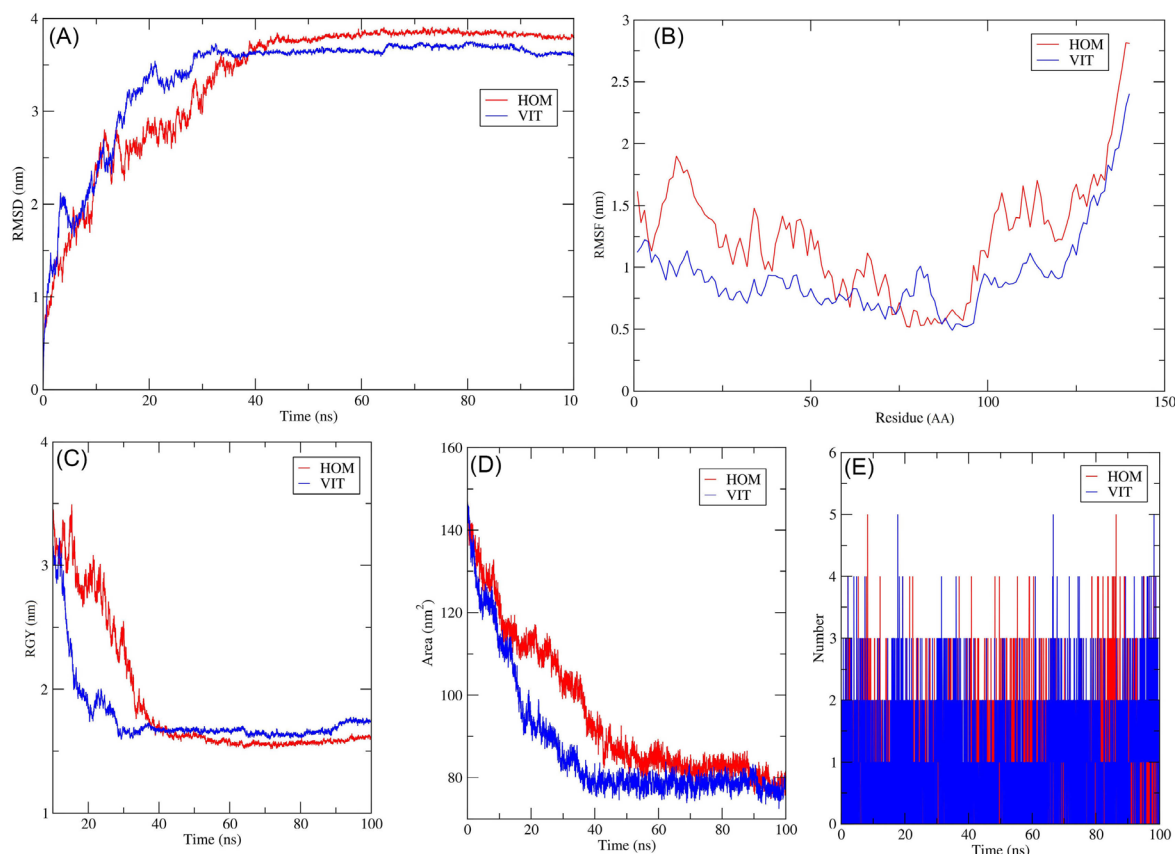 (A)
HOM
VIT
RMSD (nm)
4
3
2
1
0
0
20
40
60
80
10
Time (ns)
(B)
HOM
VIT
RMSF (nm)
3
2.5
2
1.5
1
0.5
0
0
50
100
150
Residue (AA)
(C)
HOM
VIT
RGY (nm)
4
3
2
1
20
40
60
80
100
Time (ns)
(D)
HOM
VIT
Area (nm2)
160
140
120
100
80
0
20
40
60
80
100
Time (ns)
(E)
HOM
VIT
Number
6
5
4
3
2
1
0
0
20
40
60
80
100
Time (ns)